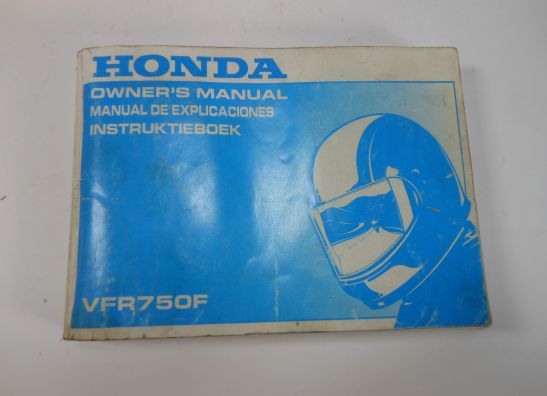 HONDA
OWNER'S MANUAL
MANUAL DE EXPLICACIONES
INSTRUKTIEBOEK
VFR750F